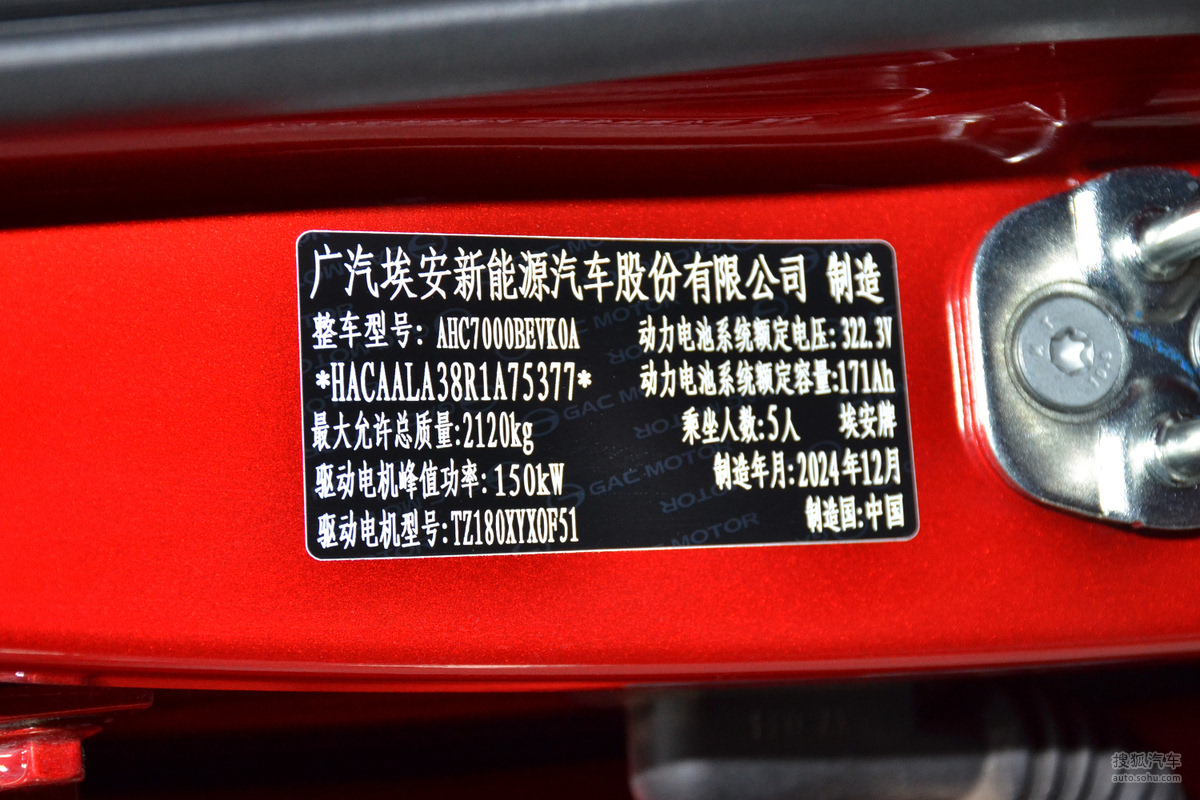 广汽埃安新能源汽车股份有限公司 制造
整车型号: AHC7000BEVK0A 动力电池系统额定电压: 322.3V
*HACAALA38R1A75377* 动力电池系统额定容量:171Ah
最大允许总质量:2120kg 乘坐人数:5人 埃安牌
驱动电机峰值功率:150kW 制造年月:2024年12月
驱动电机型号:TZ180XYX0F51 制造国:中国
GAC MOTOR
搜狐汽车
auto.sohu.com